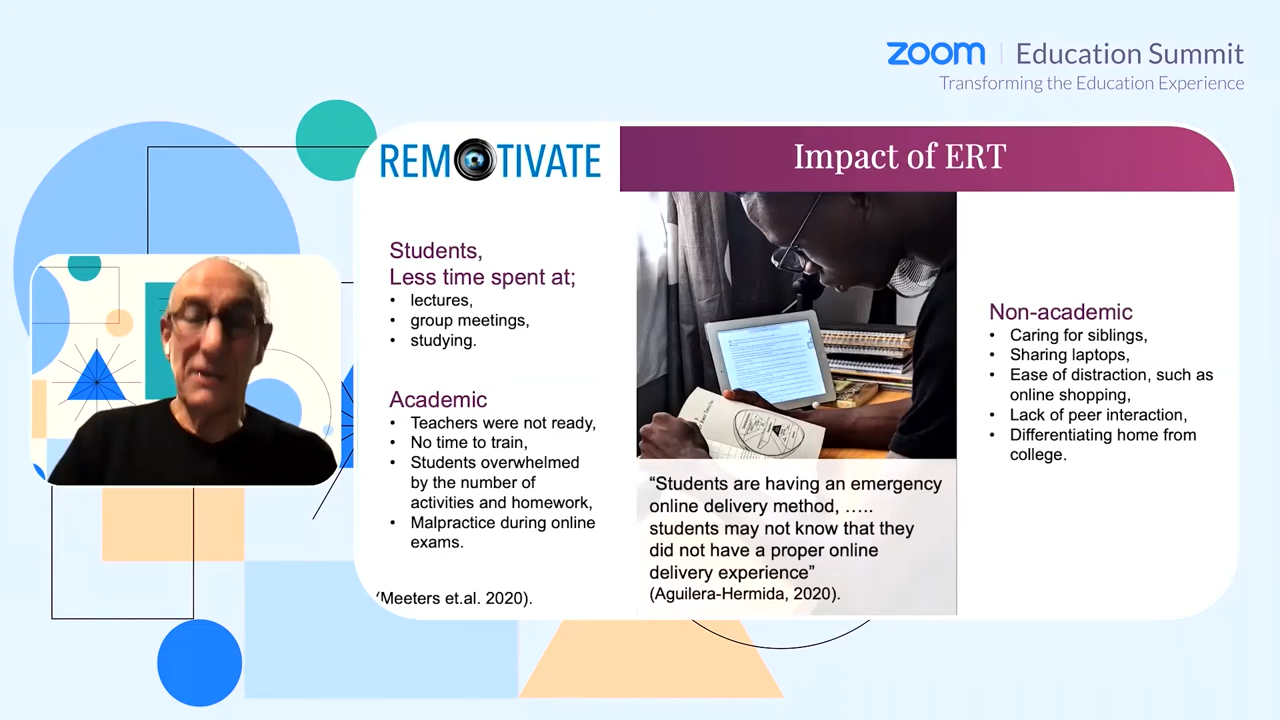 zoom | Education Summit
Transforming the Education Experience
REMOTIVATE
Impact of ERT
Students,
Less time spent at;
• lectures,
• group meetings,
• studying.
Academic
• Teachers were not ready,
• No time to train,
• Students overwhelmed
by the number of
activities and homework,
• Malpractice during online
exams.
(Meeters et.al. 2020).
“Students are having an emergency
online delivery method, …..
students may not know that they
did not have a proper online
delivery experience”
(Aguilera-Hermida, 2020).
Non-academic
• Caring for siblings,
• Sharing laptops,
• Ease of distraction, such as
online shopping,
• Lack of peer interaction,
• Differentiating home from
college.